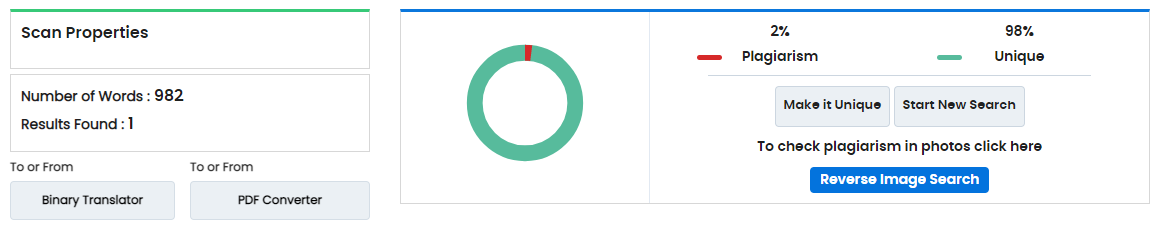 Scan Properties
Number of Words : 982
Results Found : 1
To or From
To or From
Binary Translator
PDF Converter
2%
98%
Plagiarism
Unique
Make it Unique
Start New Search
To check plagiarism in photos click here
Reverse Image Search